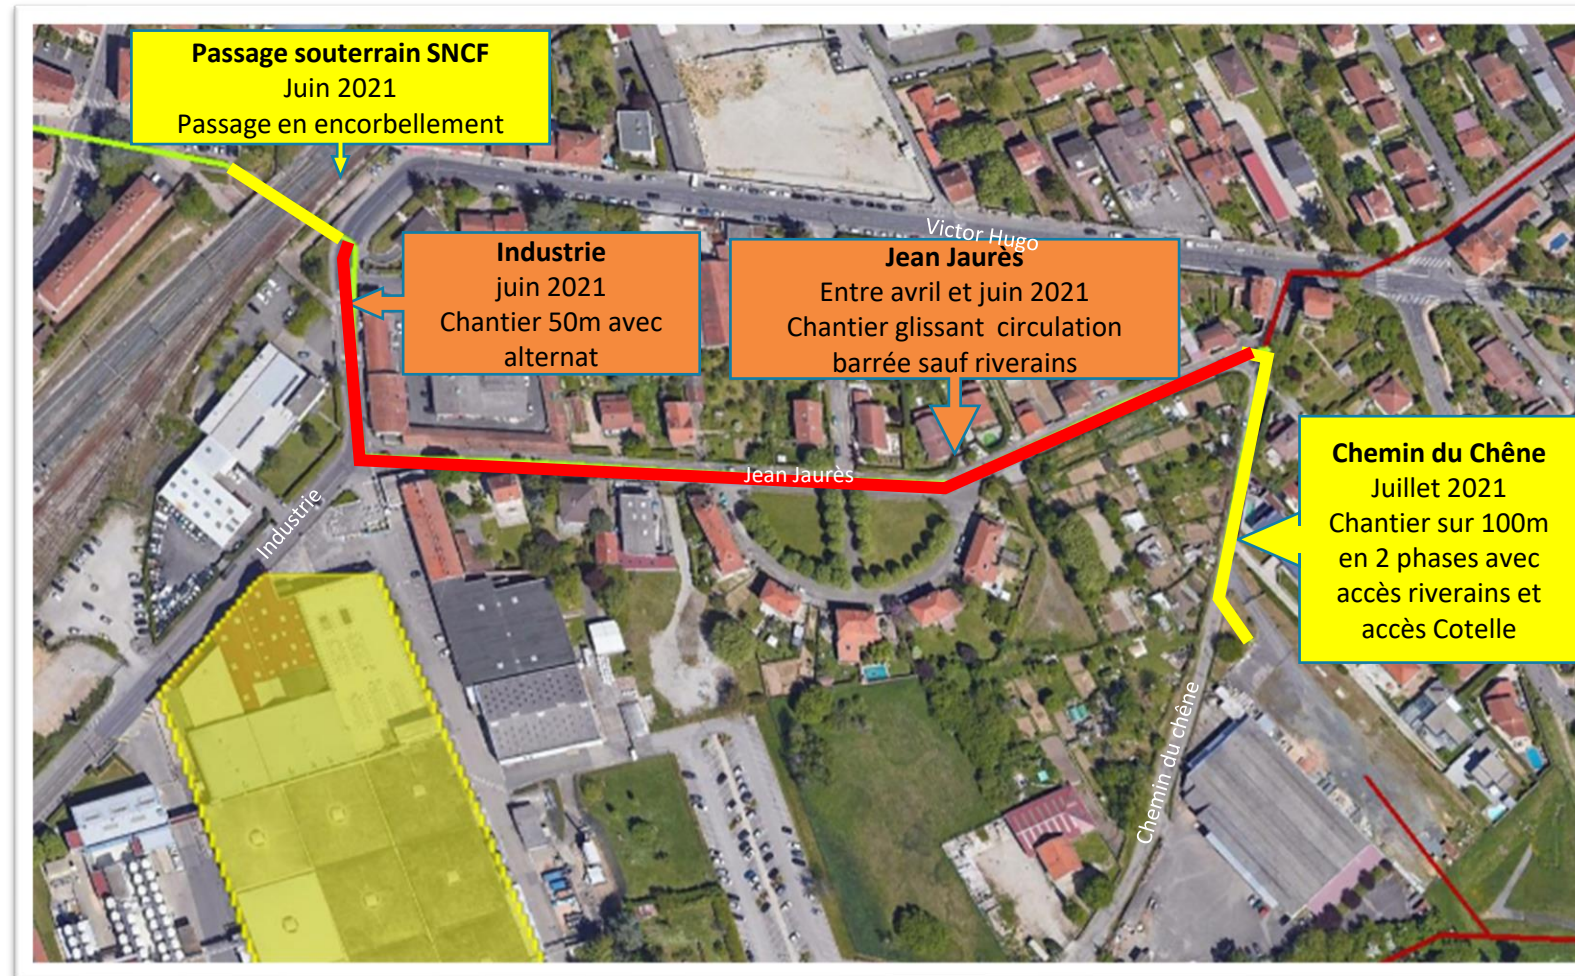 Passage souterrain SNCF
Juin 2021
Passage en encorbellement
Victor Hugo
Industrie
juin 2021
Chantier 50m avec
alternat
Jean Jaurès
Entre avril et juin 2021
Chantier glissant circulation
barrée sauf riverains
Chemin du Chêne
Juillet 2021
Chantier sur 100m
en 2 phases avec
accès riverains et
accès Cotelle
Jean Jaurès
Industrie
Chemin du chêne